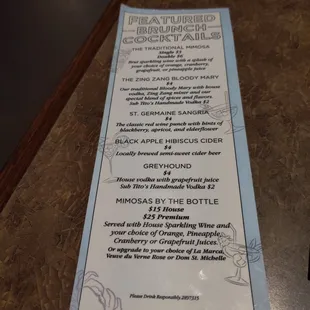 FEATURED
BRUNCH
COCKTAILS
THE TRADITIONAL MIMOSA
Single $3
Double $6
Brut sparkling wine with a splash of
your choice of orange, cranberry,
grapefruit, or pineapple juice
THE ZING ZANG BLOODY MARY
$4
Our traditional Bloody Mary with house
vodka, Zing Zang mixer and our
special blend of spices and flavors
Sub Tito's Handmade Vodka $2
ST. GERMAINE SANGRIA
$4
The classic red wine punch with hints of
blackberry, apricot, and elderflower
BLACK APPLE HIBISCUS CIDER
$4
Locally brewed semi-sweet cider beer
GREYHOUND
$4
House vodka with grapefruit juice
Sub Tito's Handmade Vodka $2
MIMOSAS BY THE BOTTLE
$15 House
$25 Premium
Served with House Sparkling Wine and
your choice of Orange, Pineapple,
Cranberry or Grapefruit Juices.
Or upgrade to your choice of La Marca,
Veuve du Verne Rose or Dom St. Michelle
Please Drink Responsibly